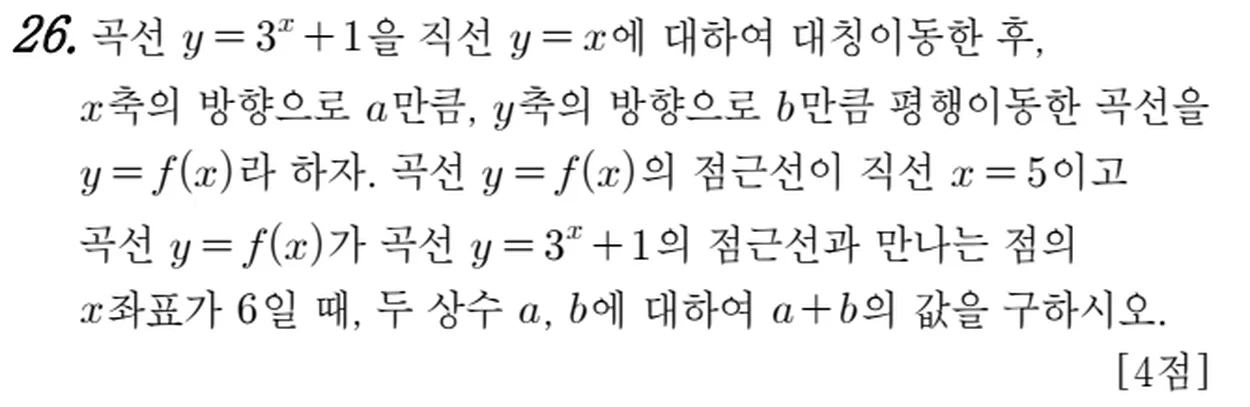 26. 곡선 y=3^x+1을 직선 y=x에 대하여 대칭이동한 후,
x축의 방향으로 a만큼, y축의 방향으로 b만큼 평행이동한 곡선을
y=f(x)라 하자. 곡선 y=f(x)의 점근선이 직선 x=5이고
곡선 y=f(x)가 곡선 y=3^x+1의 점근선과 만나는 점의
x좌표가 6일 때, 두 상수 a, b에 대하여 a+b의 값을 구하시오.
[4점]